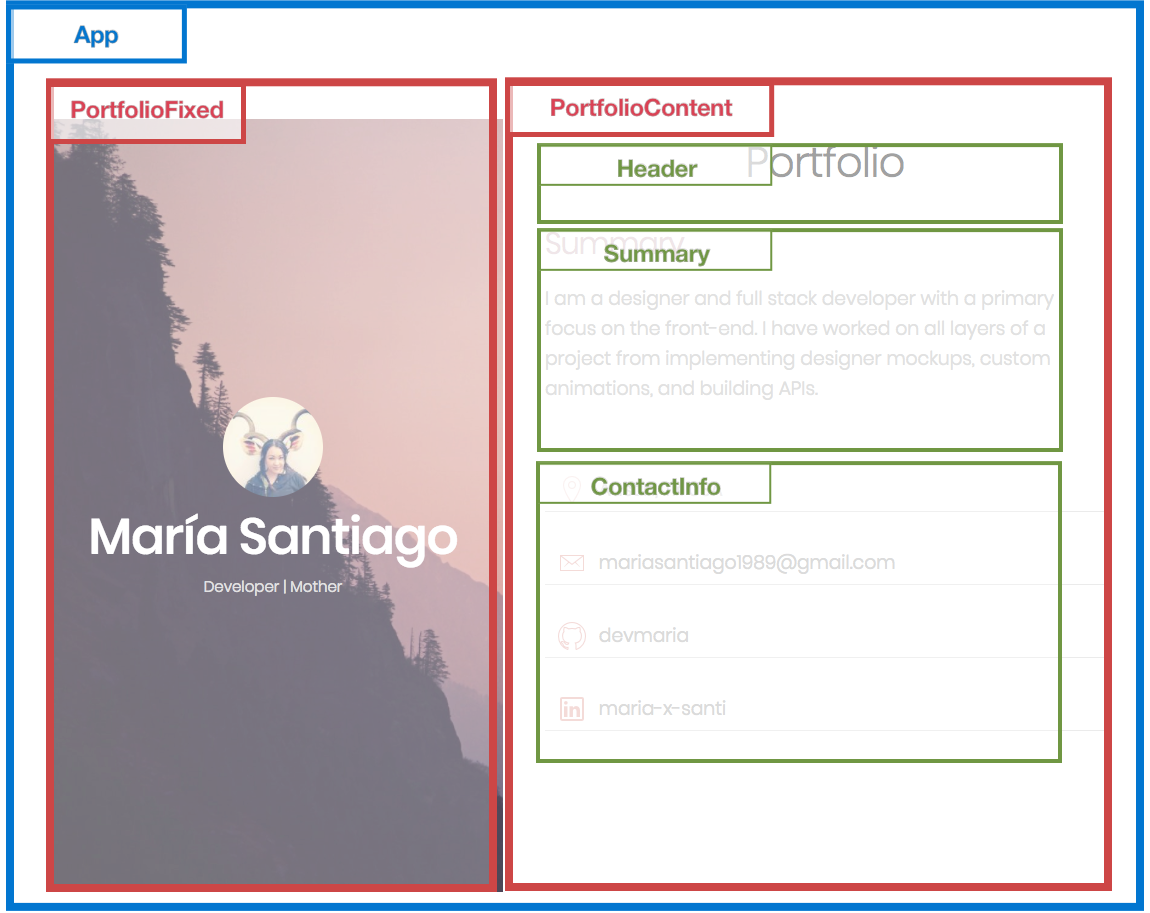 App
PortfolioFixed
María Santiago
Developer | Mother
PortfolioContent
Header
Portfolio
Summary
Summary
I am a designer and full stack developer with a primary
focus on the front-end. I have worked on all layers of a
project from implementing designer mockups, custom
animations, and building APIs.
ContactInfo
mariasantiago1989@gmail.com
devmaria
in
maria-x-santi